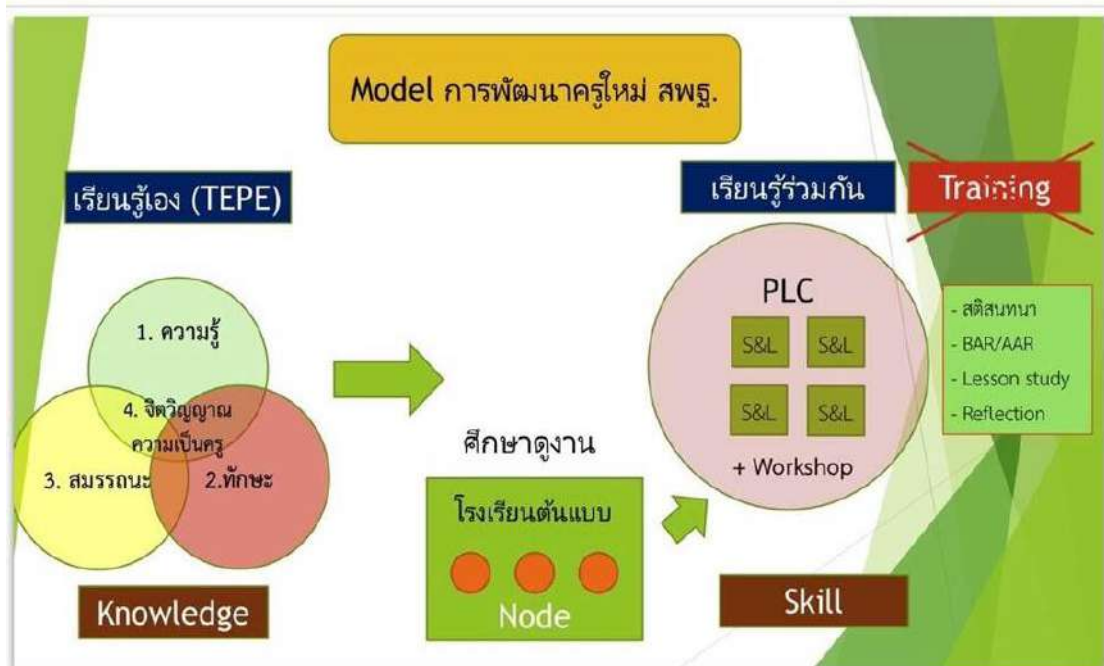 Model การพัฒนาครูใหม่ สพฐ.
เรียนรู้เอง (TEPE)
1. ความรู้
4. จิตวิญญาณ
ความเป็นครู
3. สมรรถนะ
2.ทักษะ
Knowledge
ศึกษาดูงาน
โรงเรียนต้นแบบ
Node
เรียนรู้ร่วมกัน
PLC
S&L
S&L
S&L
S&L
+ Workshop
Skill
Training
- สติสนทนา
- BAR/AAR
- Lesson study
- Reflection